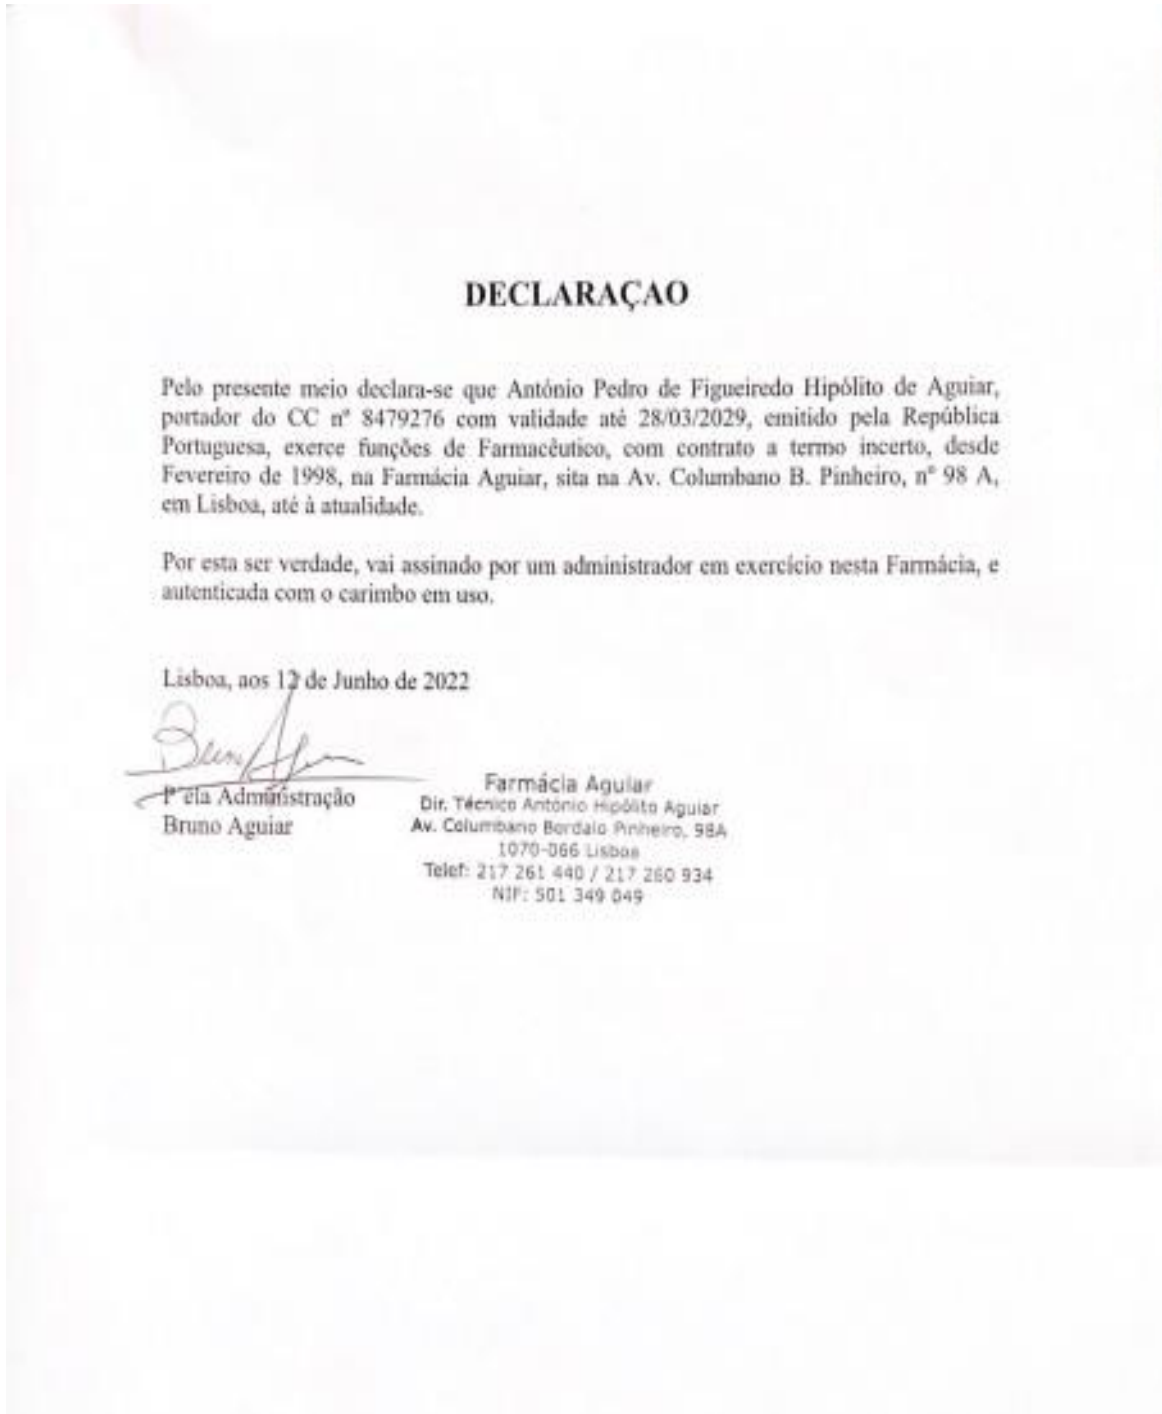 DECLARAÇAO
Pelo presente meio declara-se que António Pedro de Figueiredo Hipólito de Aguiar,
portador do CC nº 8479276 com validade até 28/03/2029, emitido pela República
Portuguesa, exerce funções de Farmacêutico, com contrato a termo incerto, desde
Fevereiro de 1998, na Farmácia Aguiar, sita na Av. Columbano B. Pinheiro, nº 98 A,
em Lisboa, até à atualidade.
Por esta ser verdade, vai assinado por um administrador em exercício nesta Farmácia, e
autenticada com o carimbo em uso.
Lisboa, aos de Junho de 2022
P ela Administração
Bruno Aguiar
Farmácia Aguiar
Dir. Técnico António Hipólito Aguiar
Av. Columbano Bordalo Pinheiro, 98A
1070-066 Lisboa
Telef: 217 261 440 / 217 260 934
NIF: 501 349 049